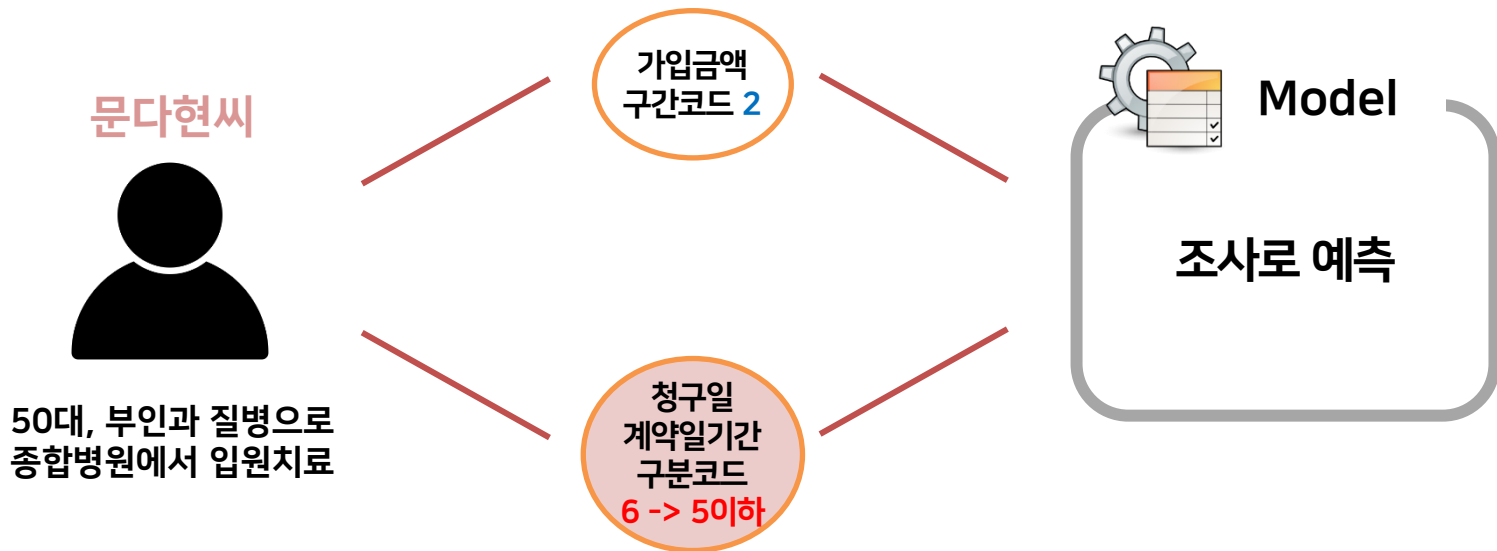 문다현씨
50대, 부인과 질병으로
종합병원에서 입원치료
가입금액
구간코드 2
청구일
계약일기간
구분코드
6 -> 5이하
Model
조사로 예측